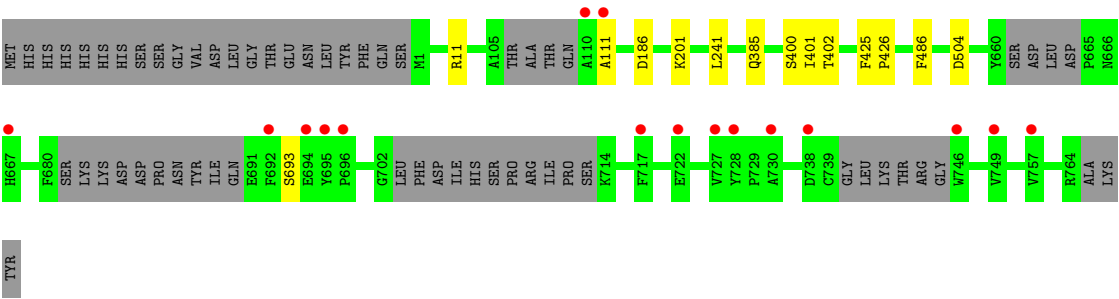 MET HIS HIS HIS HIS HIS HIS SER SER GLY VAL ASP LEU GLY THR GLU ASN LEU TYR PHE GLN SER M1 R11 A105 THR ALA THR GLN A110 A111 D186 K201 L241 Q385 S400 I401 T402 F425 P426 F486 D504 Y660 SER ASP LEU ASP P665 N666
H667 F680 SER LYS LYS ASP ASP PRO ASN TYR ILE GLN E691 F692 S693 E694 Y695 P696 G702 LEU PHE ASP ILE HIS SER PRO ARG ILE PRO SER K714 F717 E722 V727 Y728 P729 A730 D738 C739 GLY LEU LYS THR ARG GLY W746 V749 V757 R764 ALA LYS
TYR